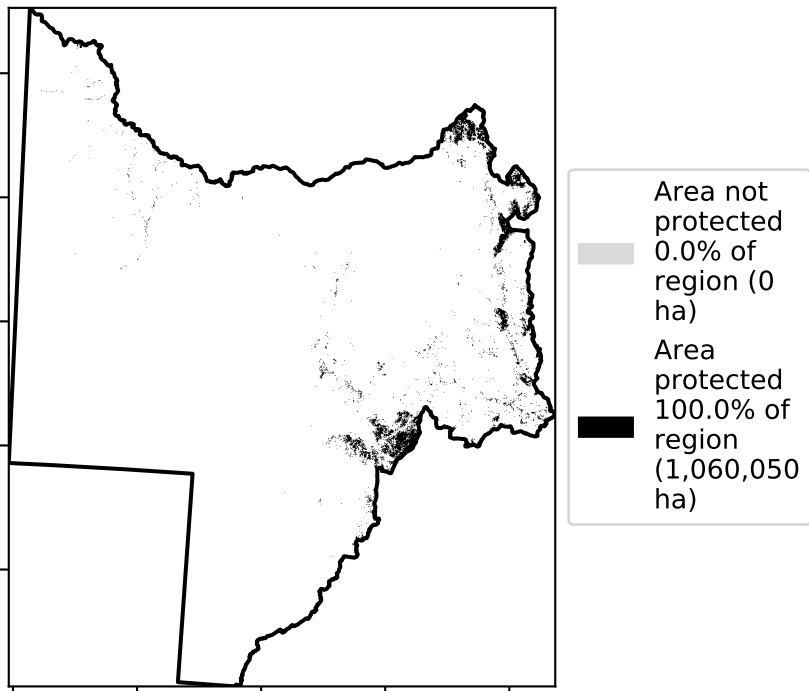 Area not
protected
0.0% of
region (0
ha)
Area
protected
100.0% of
region
(1,060,050
ha)